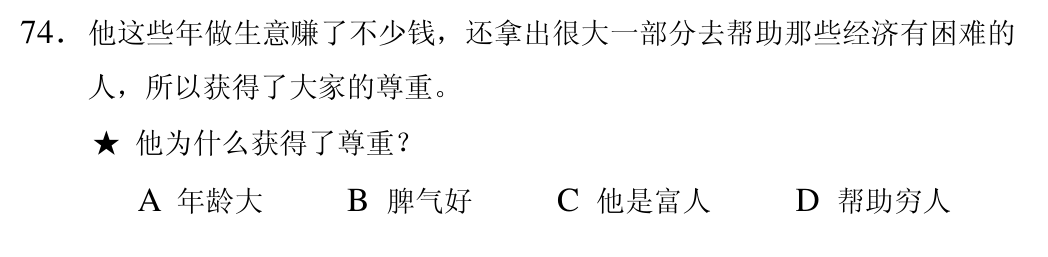 74. 他这些年做生意赚了不少钱，还拿出很大一部分去帮助那些经济有困难的
人，所以获得了大家的尊重。
★ 他为什么获得了尊重？
A 年龄大 B 脾气好 C 他是富人 D 帮助穷人